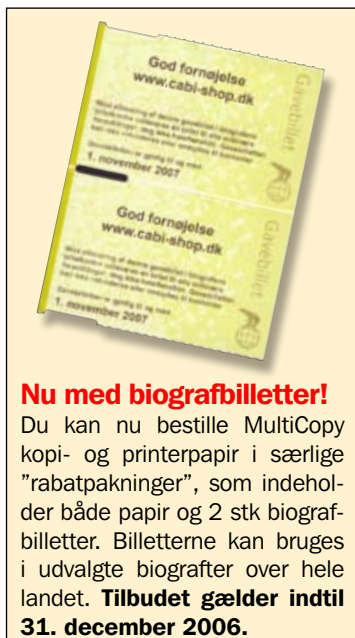 God fornøjelse
www.cabi-shop.dk
Gavebillet
1. november 2007
God fornøjelse
www.cabi-shop.dk
Gavebillet
1. november 2007
Nu med biografbilletter!
Du kan nu bestille MultiCopy
kopi- og printerpapir i særlige
”rabatpakninger”, som indehol-
der både papir og 2 stk biograf-
billetter. Billetterne kan bruges
i udvalgte biografter over hele
landet. Tilbudet gælder indtil
31. december 2006.